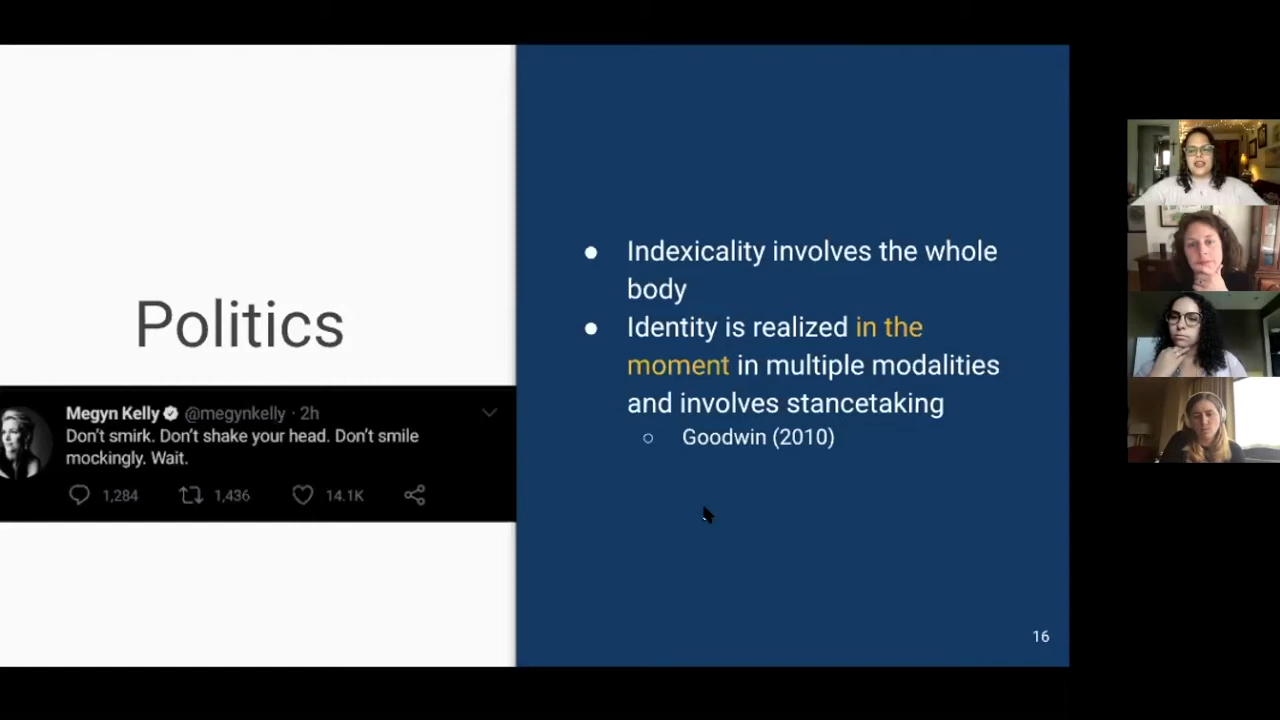 Politics
Megyn Kelly @megynkelly · 2h
Don't smirk. Don't shake your head. Don't smile
mockingly. Wait.
1,284 1,436 14.1K
● Indexicality involves the whole
body
● Identity is realized in the
moment in multiple modalities
and involves stancetaking
○ Goodwin (2010)
16